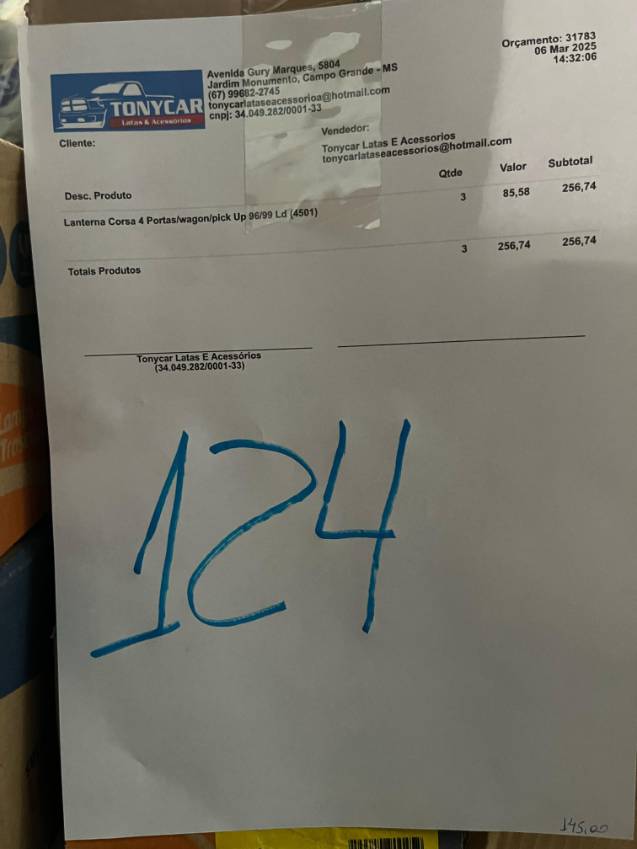 Orçamento: 31783
06 Mar 2025
14:32:06
TONYCAR
Latas & Acessórios
Avenida Gury Marques, 5804
Jardim Monumento, Campo Grande - MS
(67) 99682-2745
tonycarlataseacessorioa@hotmail.com
cnpj: 34.049.282/0001-33
Cliente:
Vendedor:
Tonycar Latas E Acessorios
tonycarlataseacessorios@hotmail.com
Desc. Produto Qtde Valor Subtotal
Lanterna Corsa 4 Portas/wagon/pick Up 96/99 Ld (4501) 3 85,58 256,74
Totais Produtos 3 256,74 256,74
Tonycar Latas E Acessórios
(34.049.282/0001-33)
124
145,00